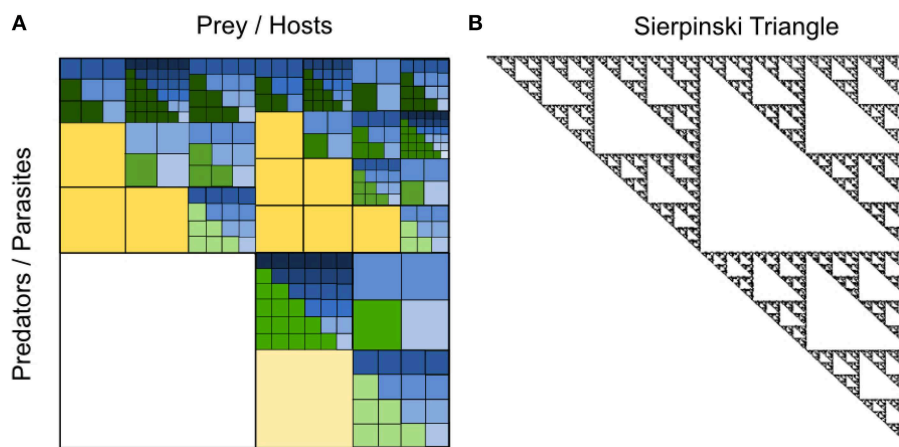 A
Prey / Hosts
B
Sierpinski Triangle
Predators / Parasites